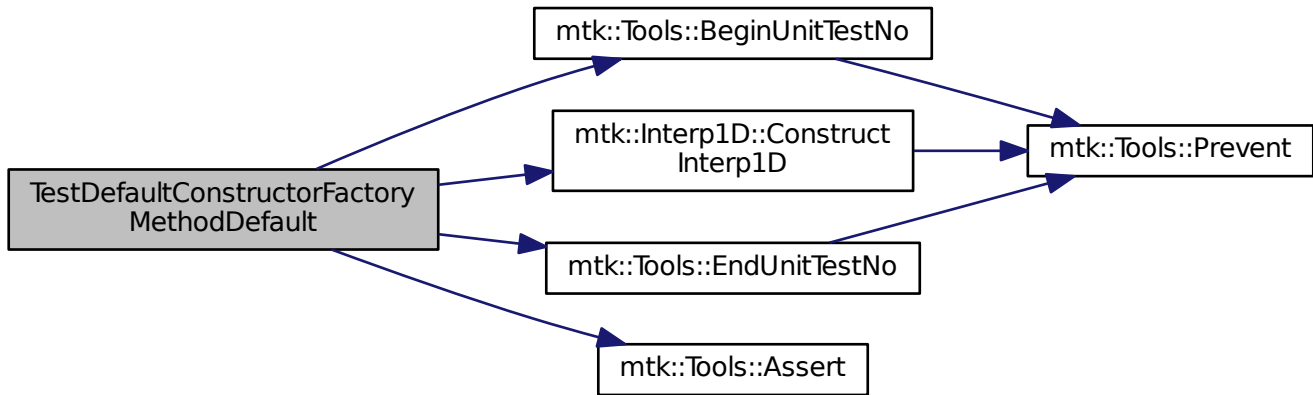 mtk::Tools::BeginUnitTestNo
mtk::Interp1D::Construct
Interp1D
mtk::Tools::Prevent
TestDefaultConstructorFactory
MethodDefault
mtk::Tools::EndUnitTestNo
mtk::Tools::Assert